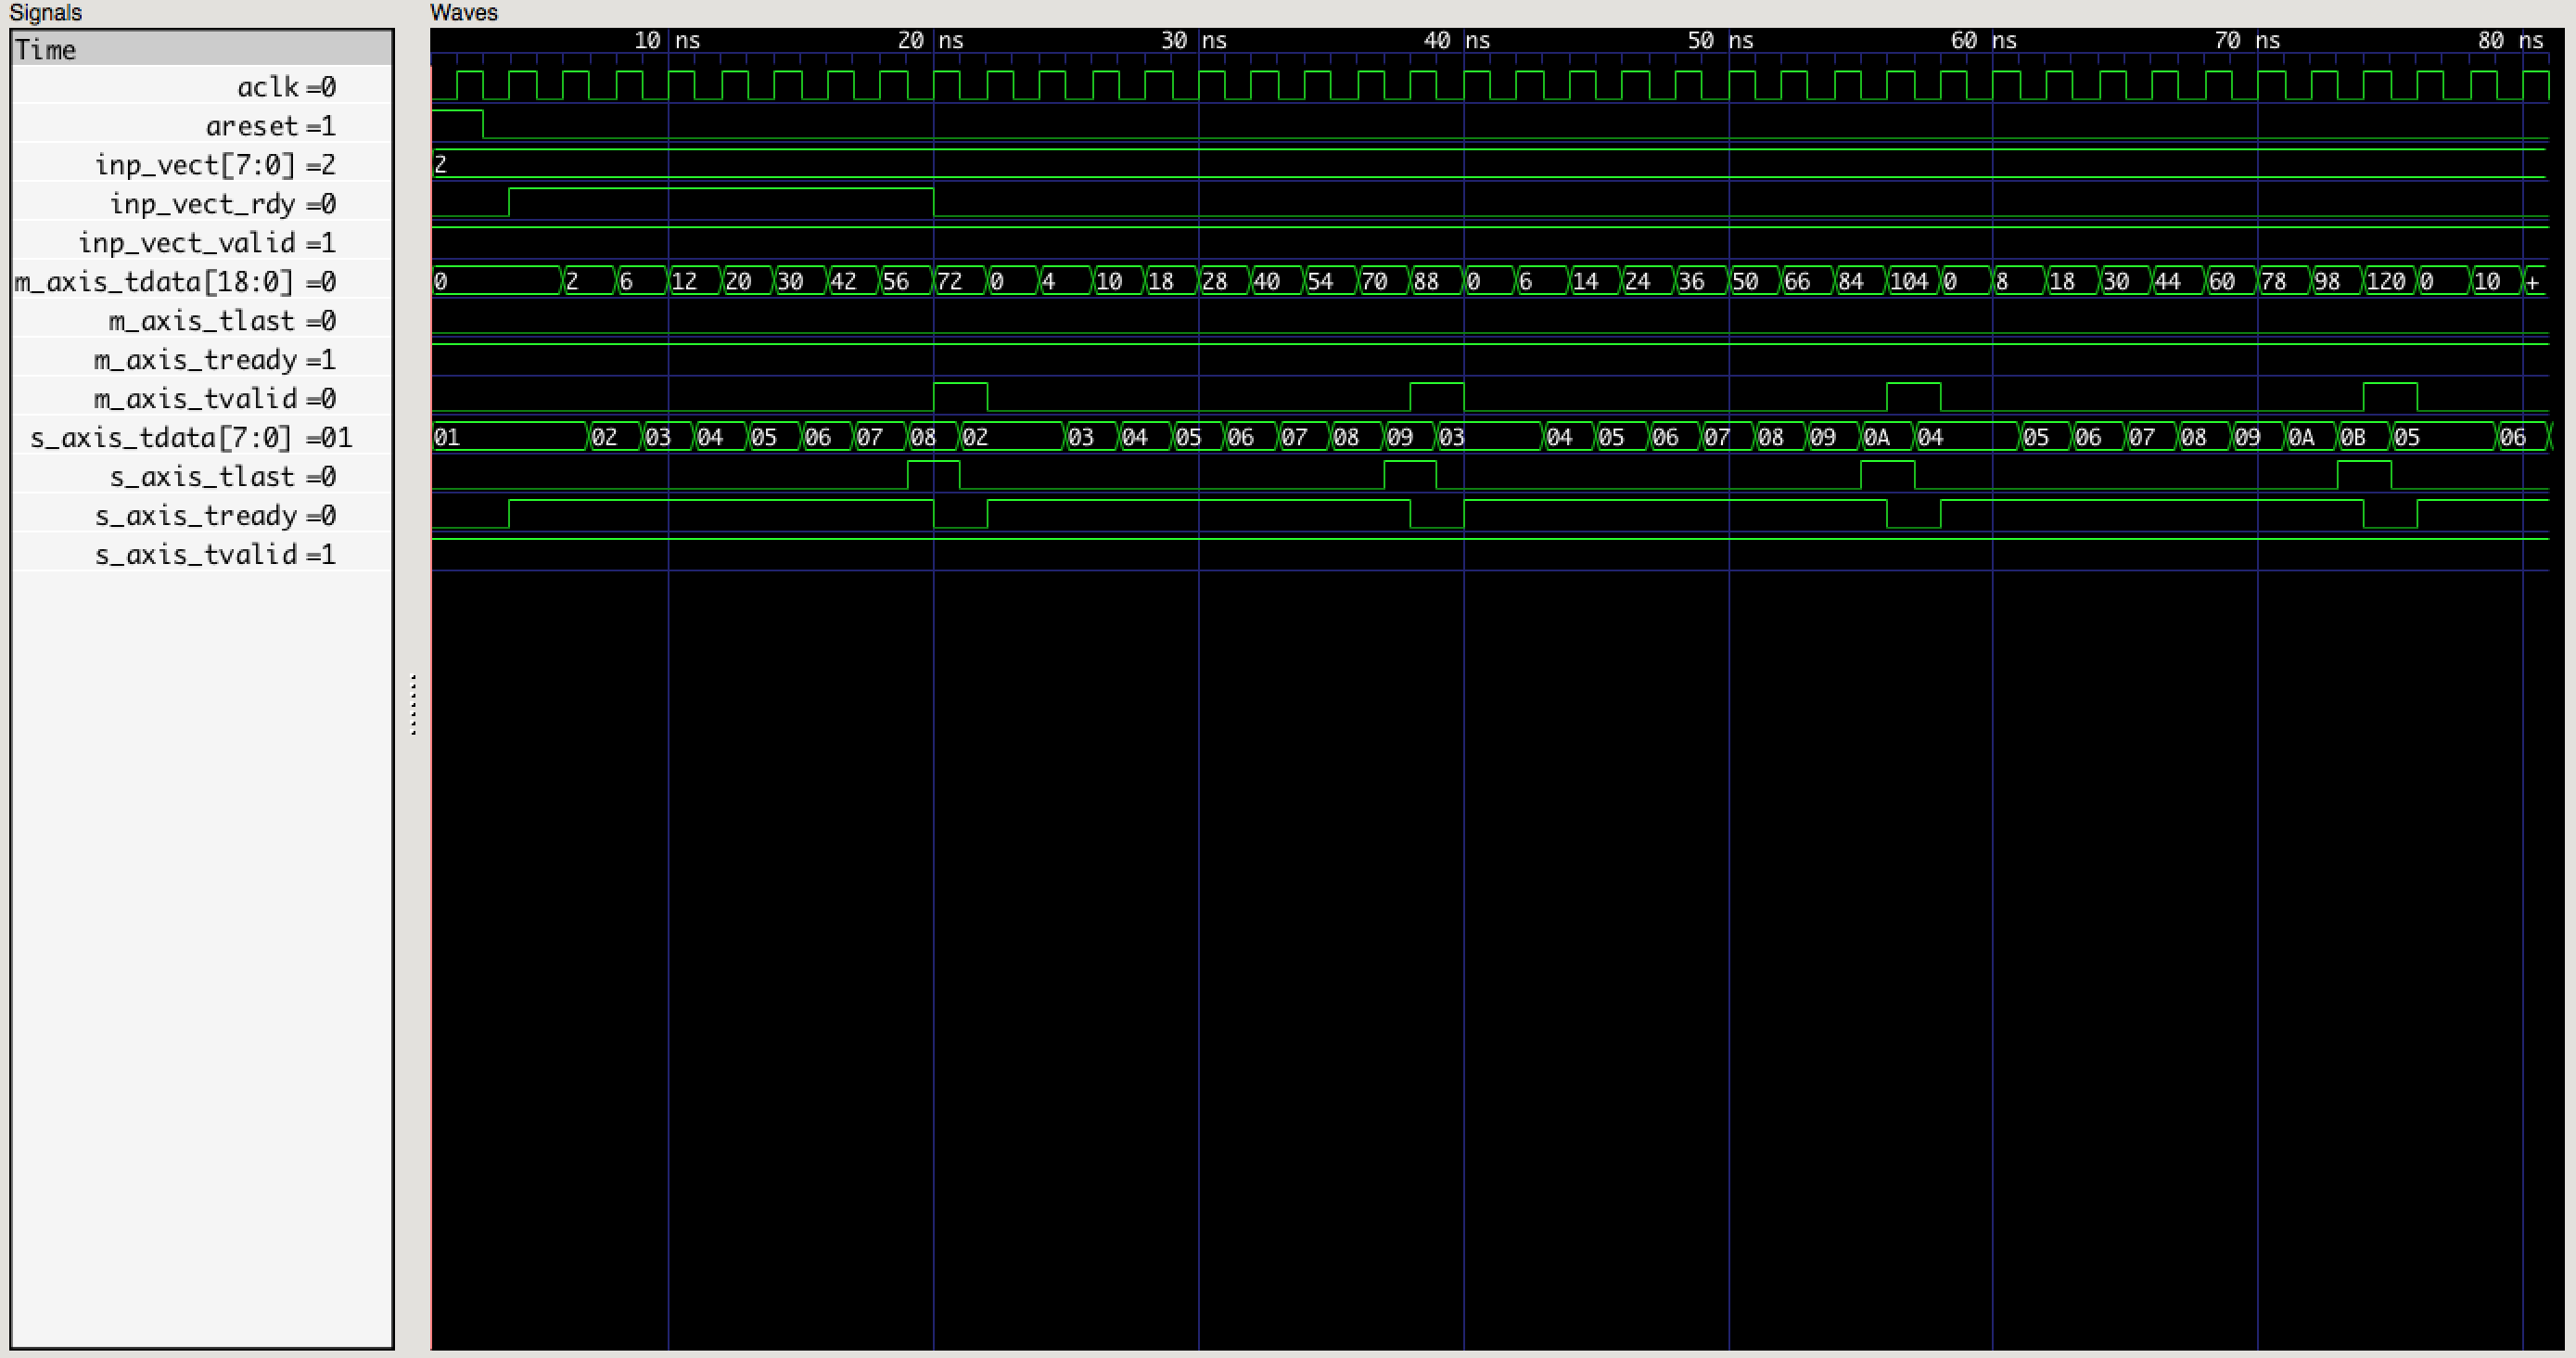 Signals Waves
Time 10 ns 20 ns 30 ns 40 ns 50 ns 60 ns 70 ns 80 ns
aclk =0
areset =1
inp_vect[7:0] =2 2
inp_vect_rdy =0
inp_vect_valid =1
m_axis_tdata[18:0] =0 0 2 6 12 20 30 42 56 72 0 4 10 18 28 40 54 70 88 0 6 14 24 36 50 66 84 104 0 8 18 30 44 60 78 98 120 0 10 +
m_axis_tlast =0
m_axis_tready =1
m_axis_tvalid =0
s_axis_tdata[7:0] =01 01 02 03 04 05 06 07 08 02 03 04 05 06 07 08 09 03 04 05 06 07 08 09 0A 04 05 06 07 08 09 0A 0B 05 06
s_axis_tlast =0
s_axis_tready =0
s_axis_tvalid =1